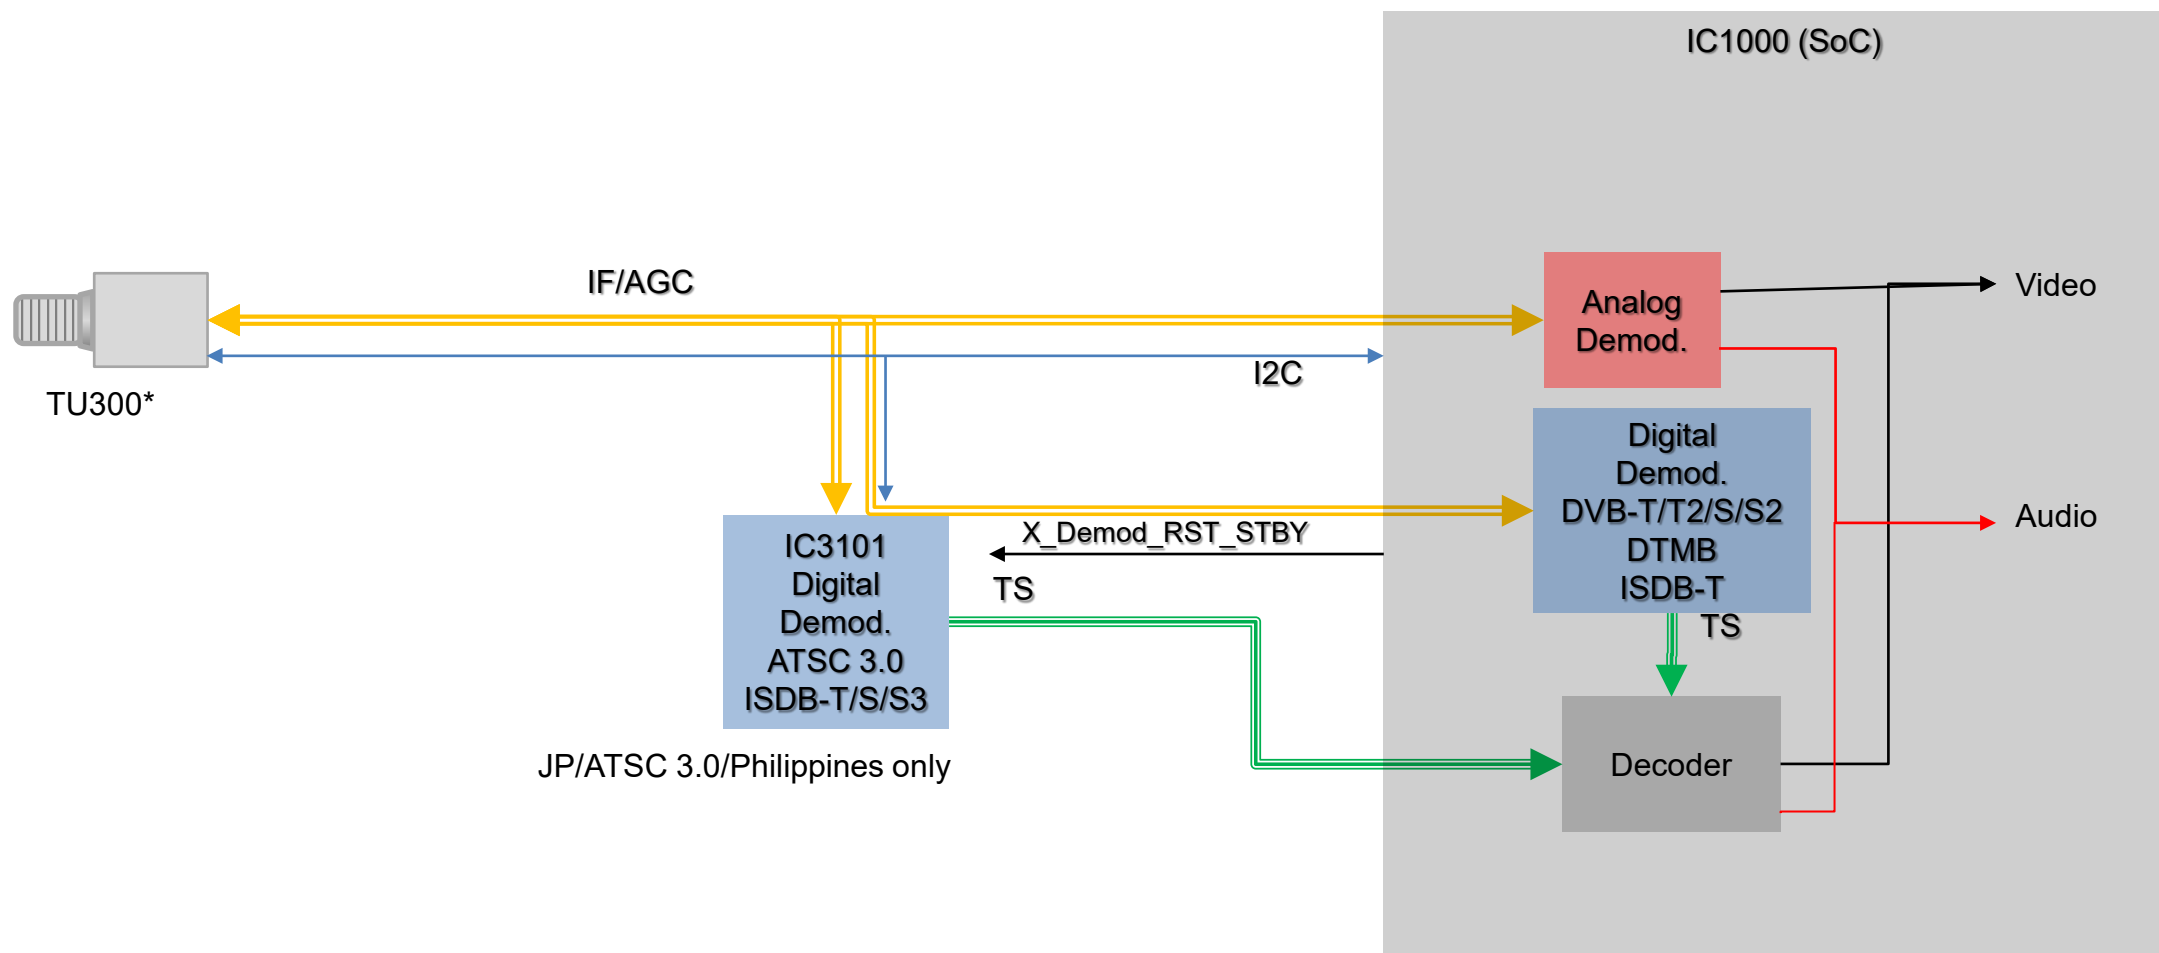 IC1000 (SoC)
IF/AGC
Analog
Demod.
Video
I2C
TU300*
Digital
Demod.
DVB-T/T2/S/S2
DTMB
ISDB-T
Audio
X_Demod_RST_STBY
IC3101
Digital
Demod.
ATSC 3.0
ISDB-T/S/S3
TS
TS
Decoder
JP/ATSC 3.0/Philippines only